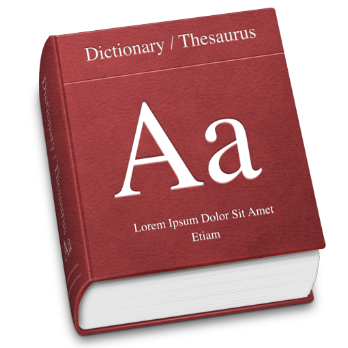 Dictionary / Thesaurus
Aa
Lorem Ipsum Dolor Sit Amet
Etiam